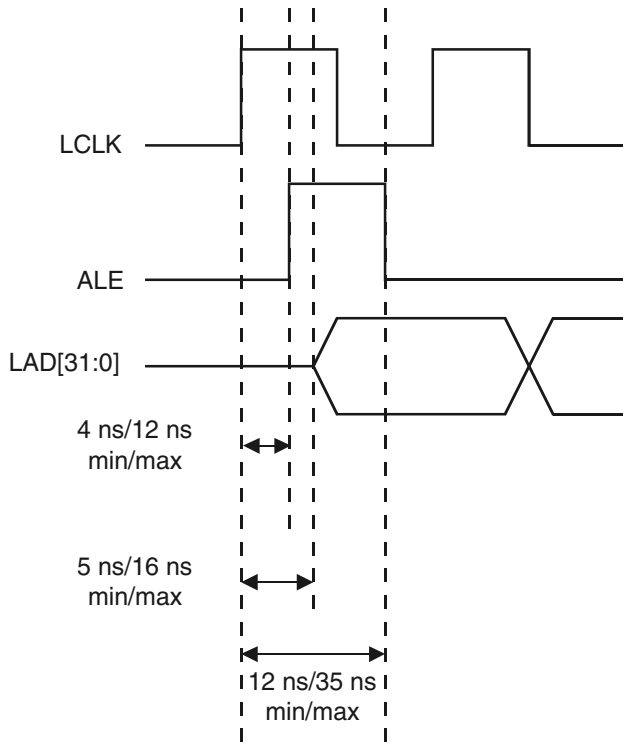 LCLK
ALE
LAD[31:0]
4 ns/12 ns
min/max
5 ns/16 ns
min/max
12 ns/35 ns
min/max